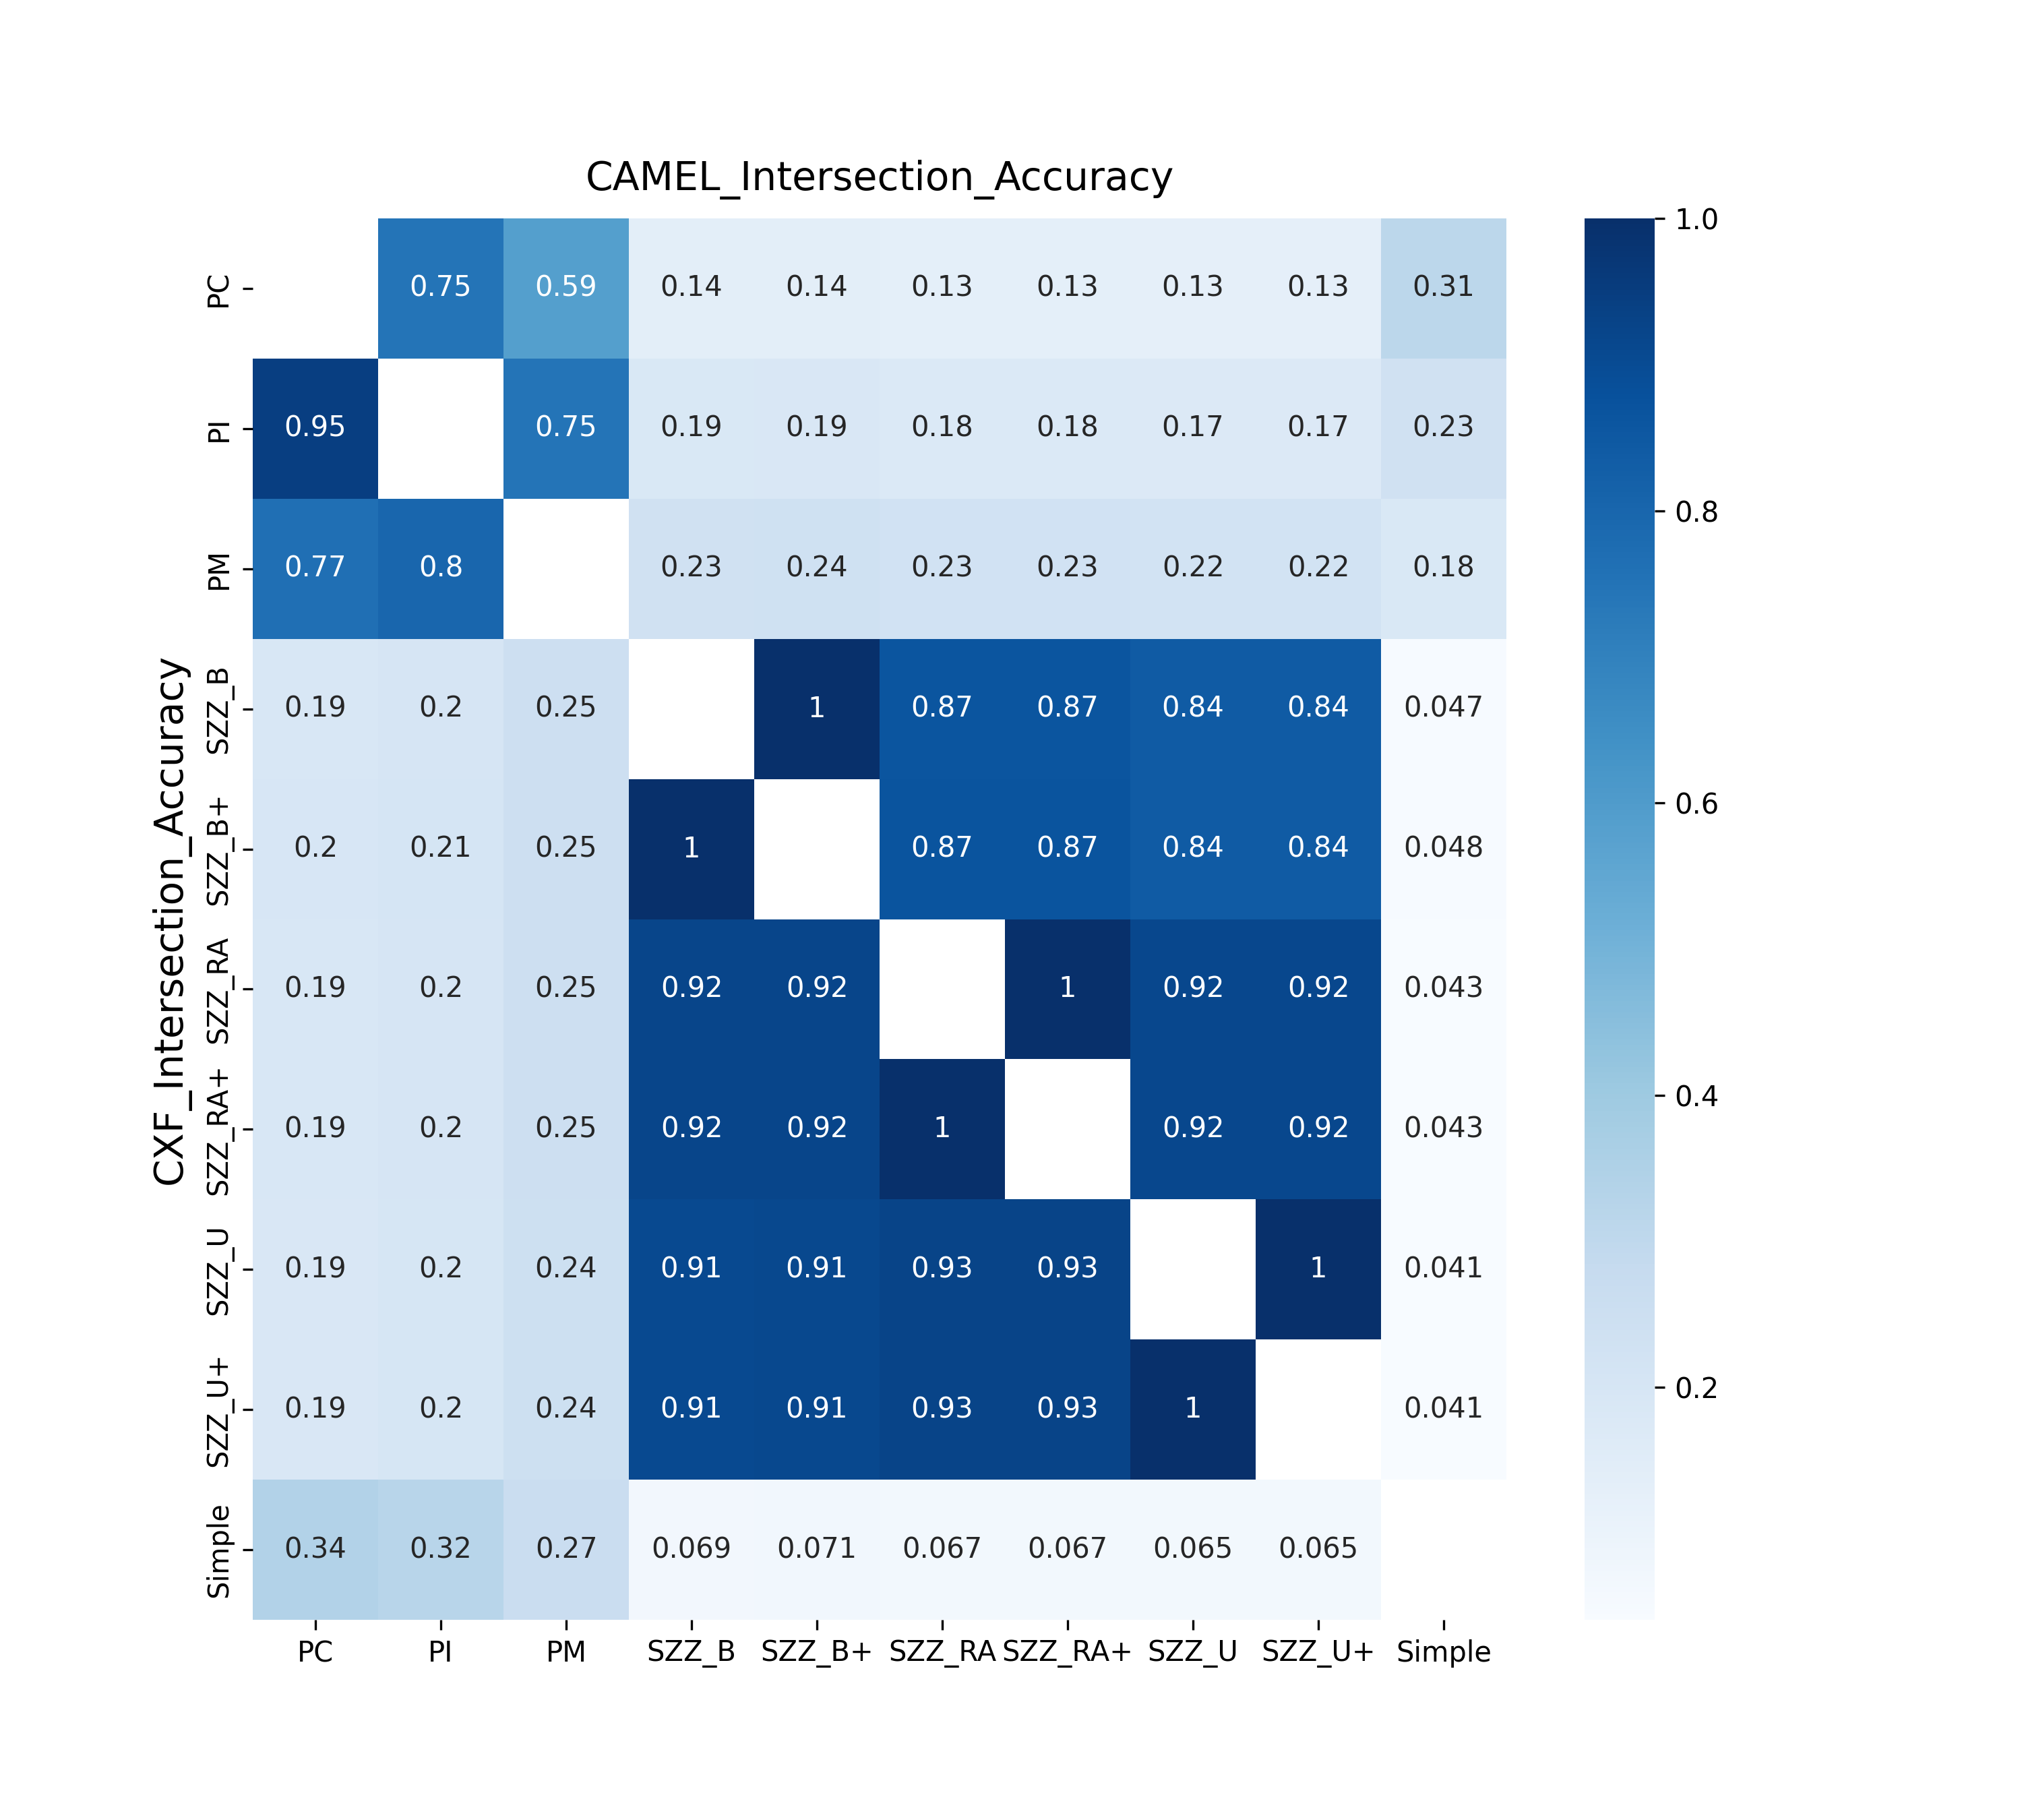 CAMEL_Intersection_Accuracy
CXF_Intersection_Accuracy
PC 0.75 0.59 0.14 0.14 0.13 0.13 0.13 0.13 0.31
PI 0.95 0.75 0.19 0.19 0.18 0.18 0.17 0.17 0.23
PM 0.77 0.8 0.23 0.24 0.23 0.23 0.22 0.22 0.18
SZZ_B 0.19 0.2 0.25 1 0.87 0.87 0.84 0.84 0.047
SZZ_B+ 0.2 0.21 0.25 1 0.87 0.87 0.84 0.84 0.048
SZZ_RA 0.19 0.2 0.25 0.92 0.92 1 0.92 0.92 0.043
SZZ_RA+ 0.19 0.2 0.25 0.92 0.92 1 0.92 0.92 0.043
SZZ_U 0.19 0.2 0.24 0.91 0.91 0.93 0.93 1 0.041
SZZ_U+ 0.19 0.2 0.24 0.91 0.91 0.93 0.93 1 0.041
Simple 0.34 0.32 0.27 0.069 0.071 0.067 0.067 0.065 0.065
PC PI PM SZZ_B SZZ_B+ SZZ_RA SZZ_RA+ SZZ_U SZZ_U+ Simple
1.0
0.8
0.6
0.4
0.2